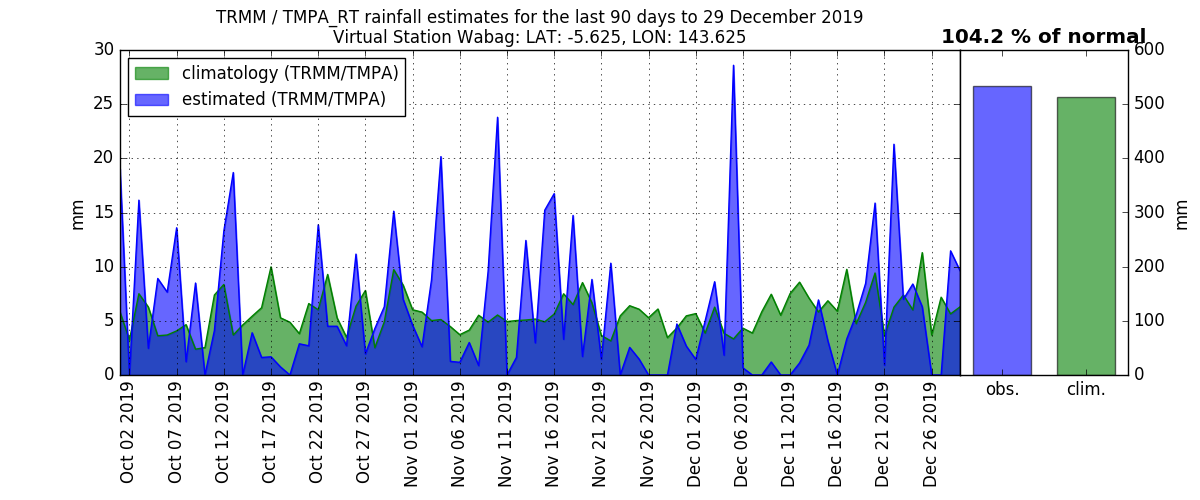 TRMM / TMPA_RT rainfall estimates for the last 90 days to 29 December 2019
Virtual Station Wabag: LAT: -5.625, LON: 143.625
104.2 % of normal
climatology (TRMM/TMPA)
estimated (TRMM/TMPA)
30
25
20
15
10
5
0
mm
Oct 02 2019
Oct 07 2019
Oct 12 2019
Oct 17 2019
Oct 22 2019
Oct 27 2019
Nov 01 2019
Nov 06 2019
Nov 11 2019
Nov 16 2019
Nov 21 2019
Nov 26 2019
Dec 01 2019
Dec 06 2019
Dec 11 2019
Dec 16 2019
Dec 21 2019
Dec 26 2019
obs.
clim.
600
500
400
300
200
100
0
mm